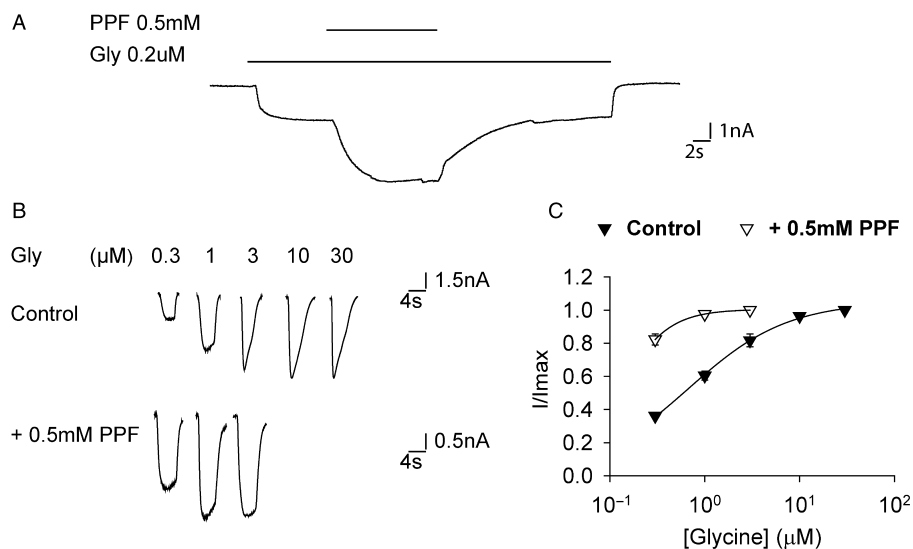 A
PPF 0.5mM
Gly 0.2uM
1nA
2s
B
Gly (μM) 0.3 1 3 10 30
Control
1.5nA
4s
+ 0.5mM PPF
0.5nA
4s
C
Control + 0.5mM PPF
1.2
1.0
0.8
0.6
0.4
0.2
0.0
I/Imax
10⁻¹ 10⁰ 10¹ 10²
[Glycine] (μM)